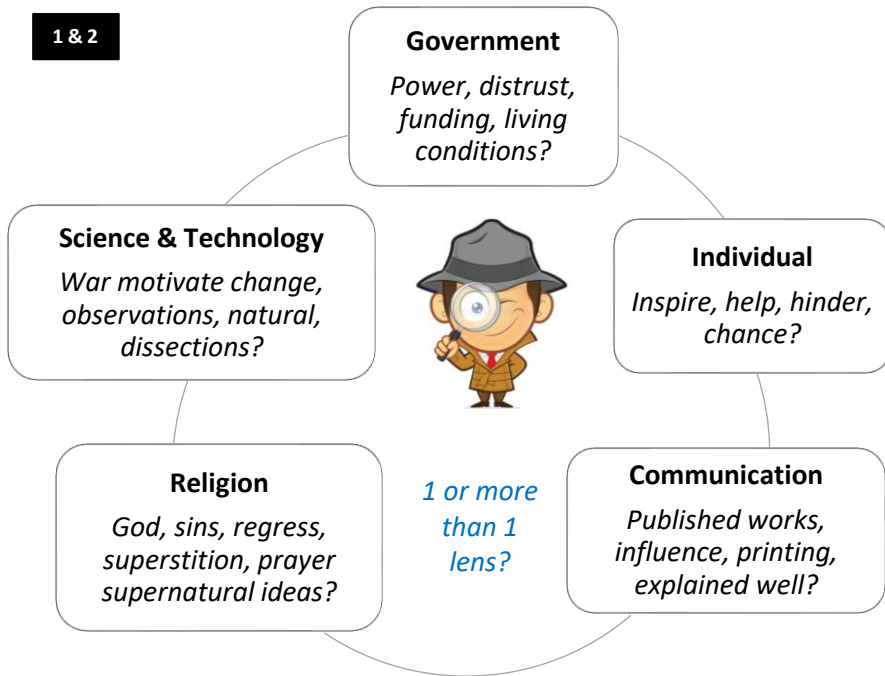 1 & 2
Government
Power, distrust,
funding, living
conditions?
Science & Technology
War motivate change,
observations, natural,
dissections?
Individual
Inspire, help, hinder,
chance?
Religion
God, sins, regress,
superstition, prayer
supernatural ideas?
1 or more
than 1
lens?
Communication
Published works,
influence, printing,
explained well?